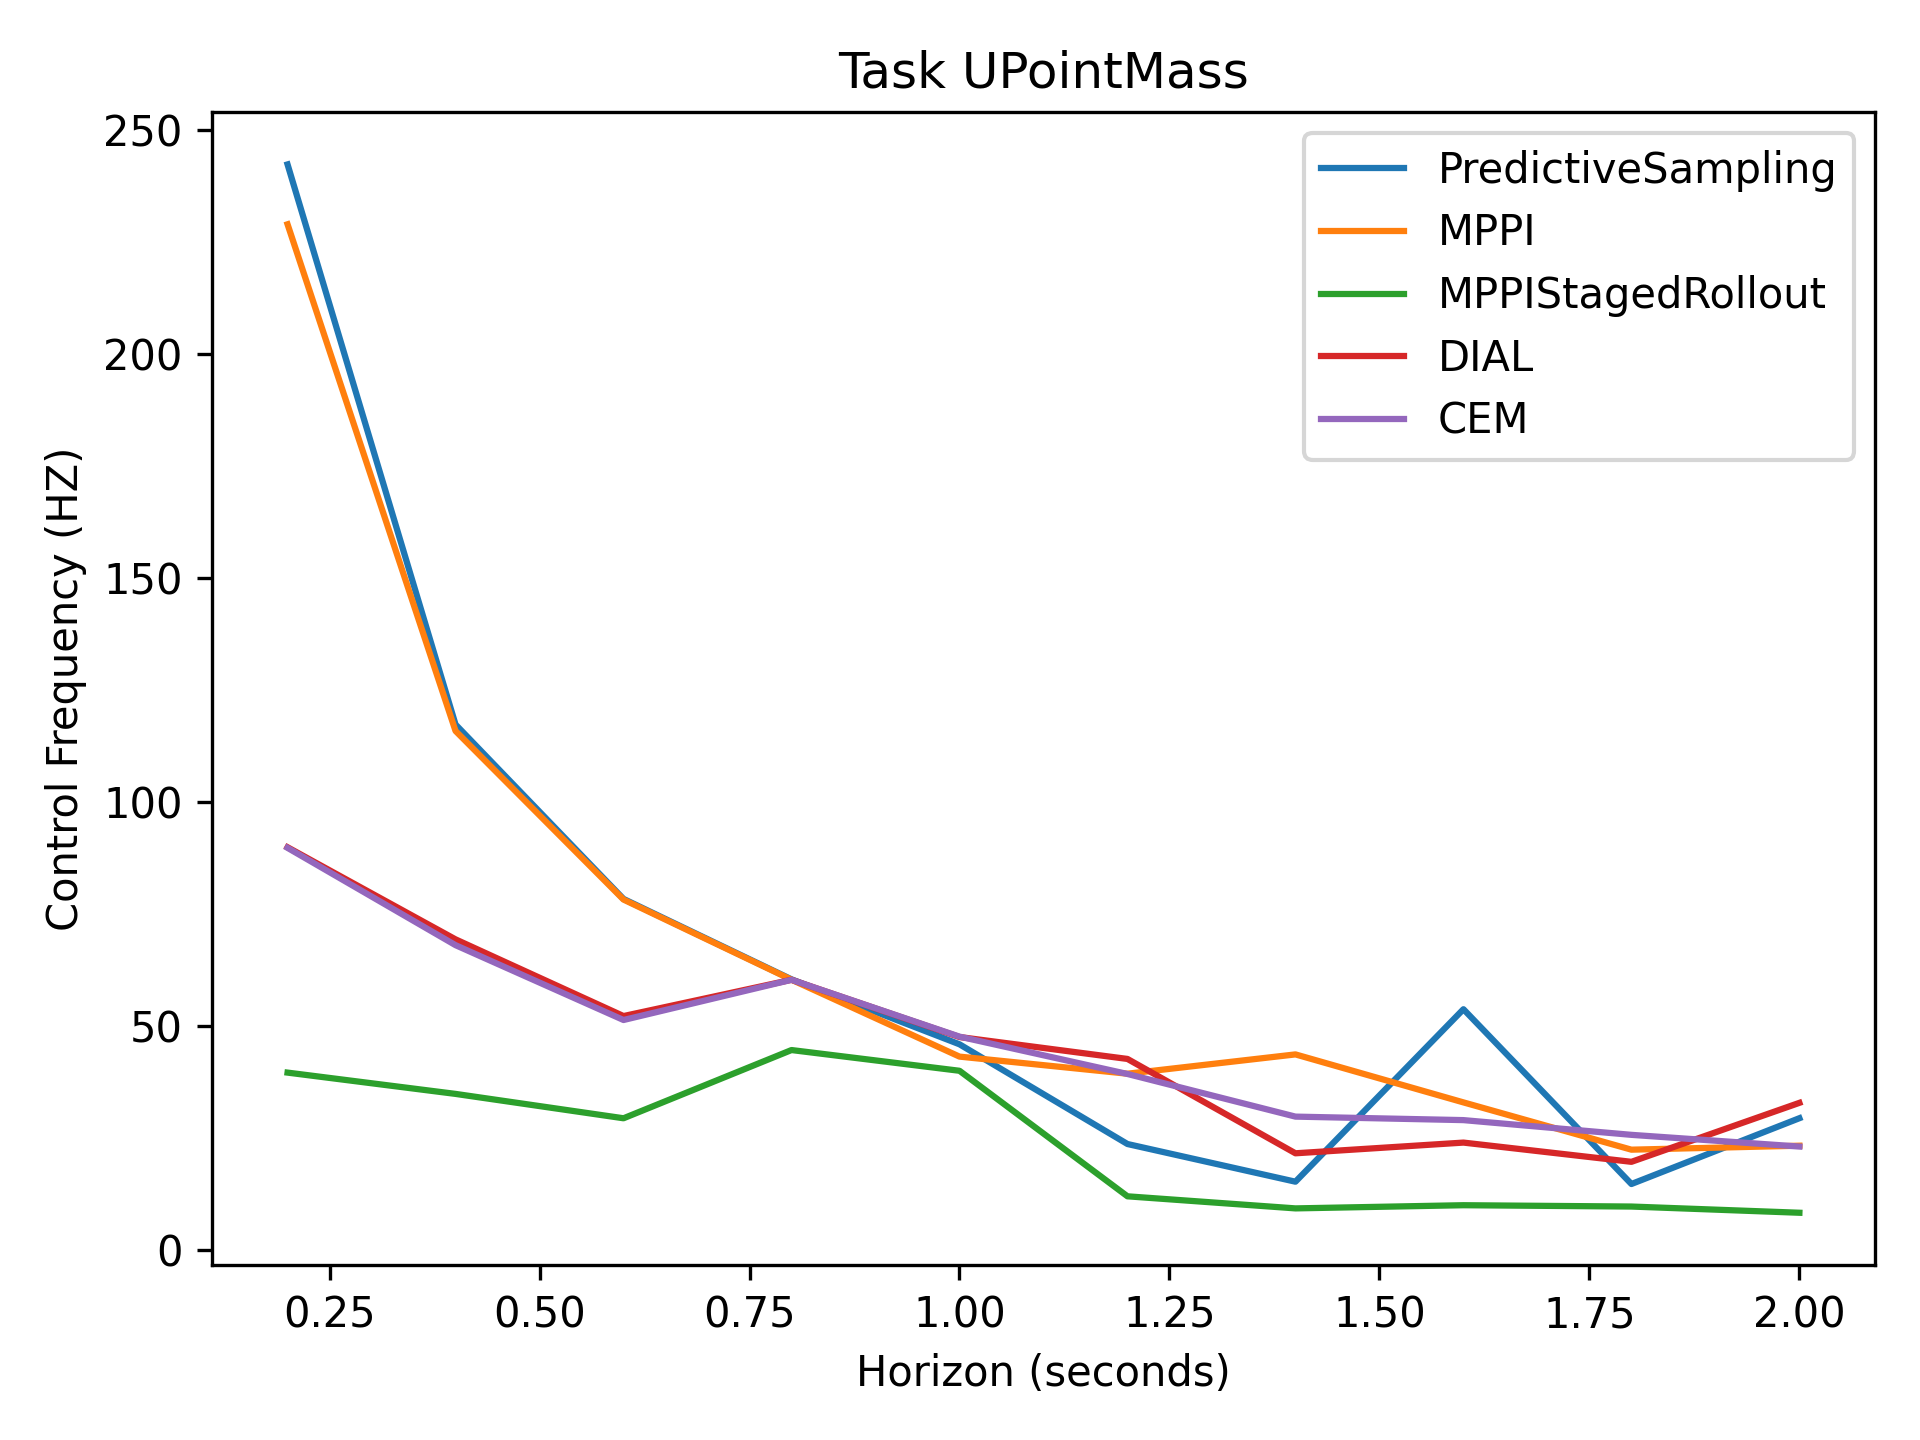 Task UPointMass
250
200
150
100
50
0
Control Frequency (HZ)
PredictiveSampling
MPPI
MPPIStagedRollout
DIAL
CEM
0.25 0.50 0.75 1.00 1.25 1.50 1.75 2.00
Horizon (seconds)